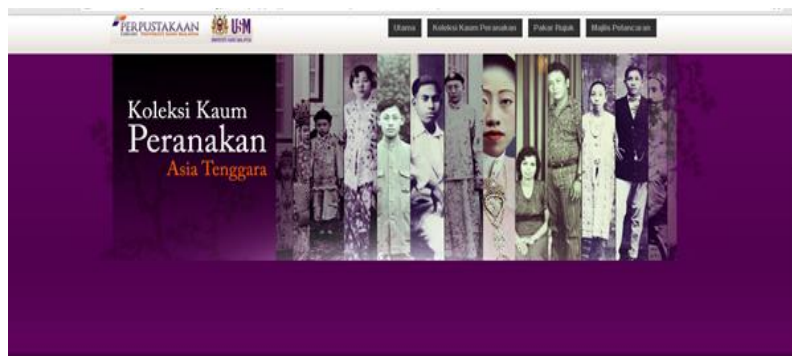 PERPUSTAKAAN
USM
Utama
Koleksi Kaum Peranakan
Pakar Rujuk
Majlis Pelancaran
Koleksi Kaum
Peranakan
Asia Tenggara